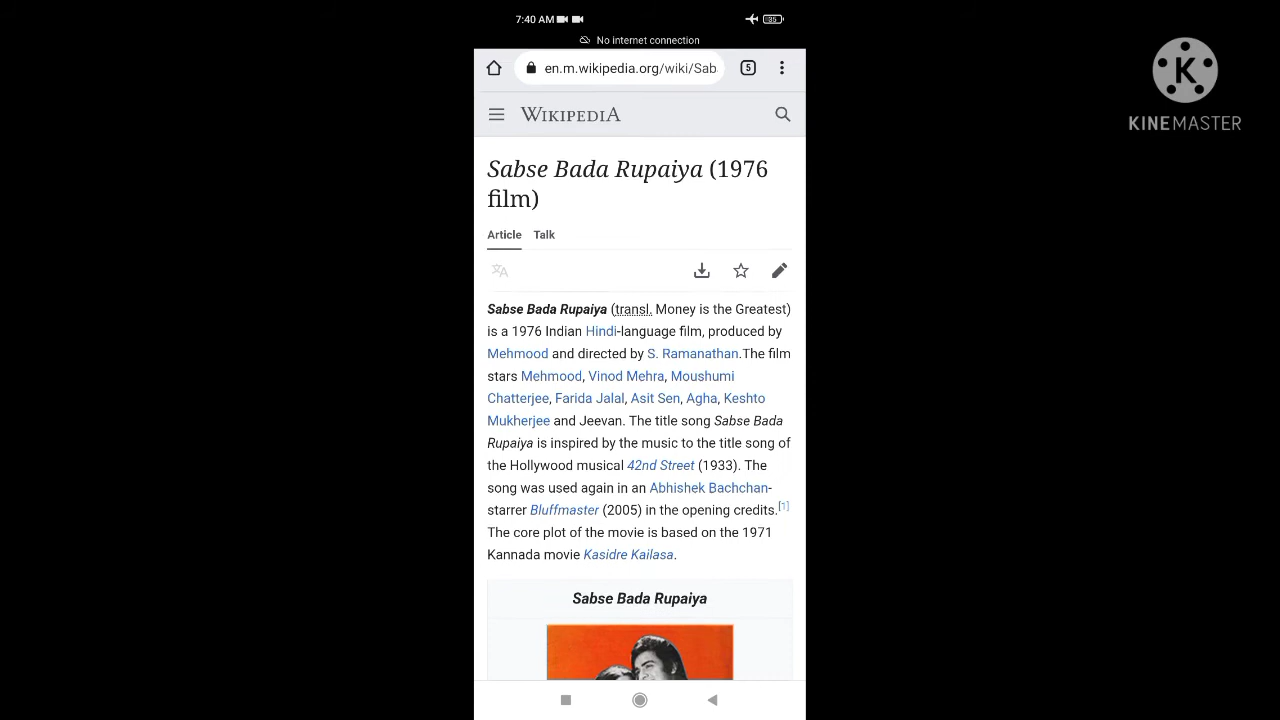 7:40 AM
35
No internet connection
en.m.wikipedia.org/wiki/Sab
5
WIKIPEDIA
KINEMASTER
Sabse Bada Rupaiya (1976
film)
Article Talk
Sabse Bada Rupaiya (transl. Money is the Greatest)
is a 1976 Indian Hindi-language film, produced by
Mehmood and directed by S. Ramanathan.The film
stars Mehmood, Vinod Mehra, Moushumi
Chatterjee, Farida Jalal, Asit Sen, Agha, Keshto
Mukherjee and Jeevan. The title song Sabse Bada
Rupaiya is inspired by the music to the title song of
the Hollywood musical 42nd Street (1933). The
song was used again in an Abhishek Bachchan-
starrer Bluffmaster (2005) in the opening credits.[1]
The core plot of the movie is based on the 1971
Kannada movie Kasidre Kailasa.
Sabse Bada Rupaiya